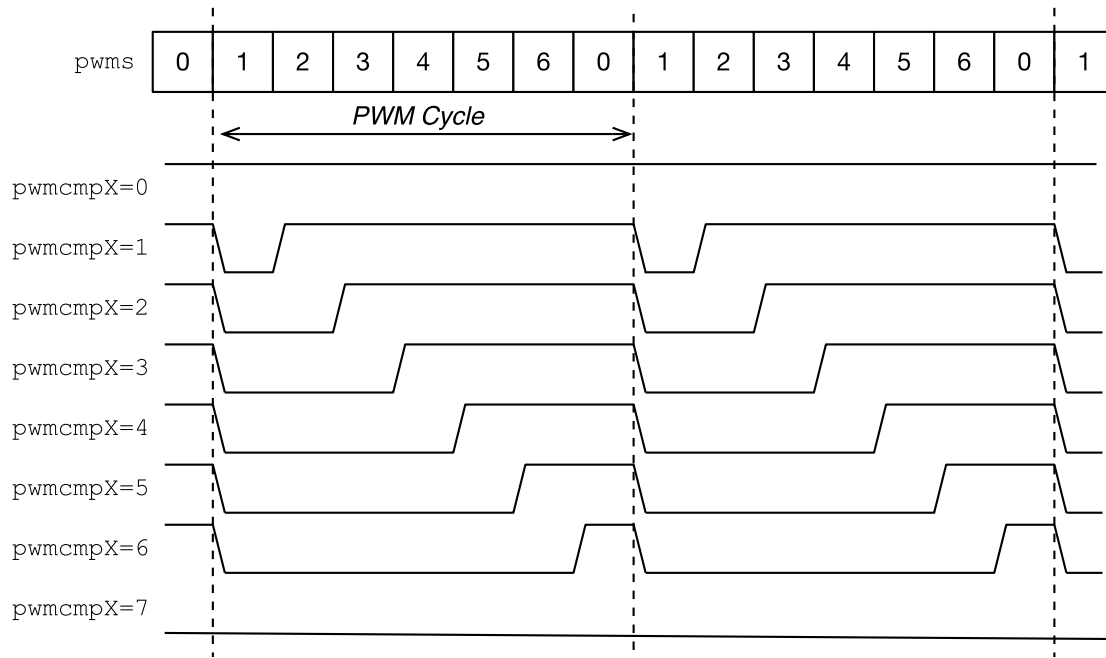 pwms 0 1 2 3 4 5 6 0 1 2 3 4 5 6 0 1
PWM Cycle
pwmcmpX=0
pwmcmpX=1
pwmcmpX=2
pwmcmpX=3
pwmcmpX=4
pwmcmpX=5
pwmcmpX=6
pwmcmpX=7